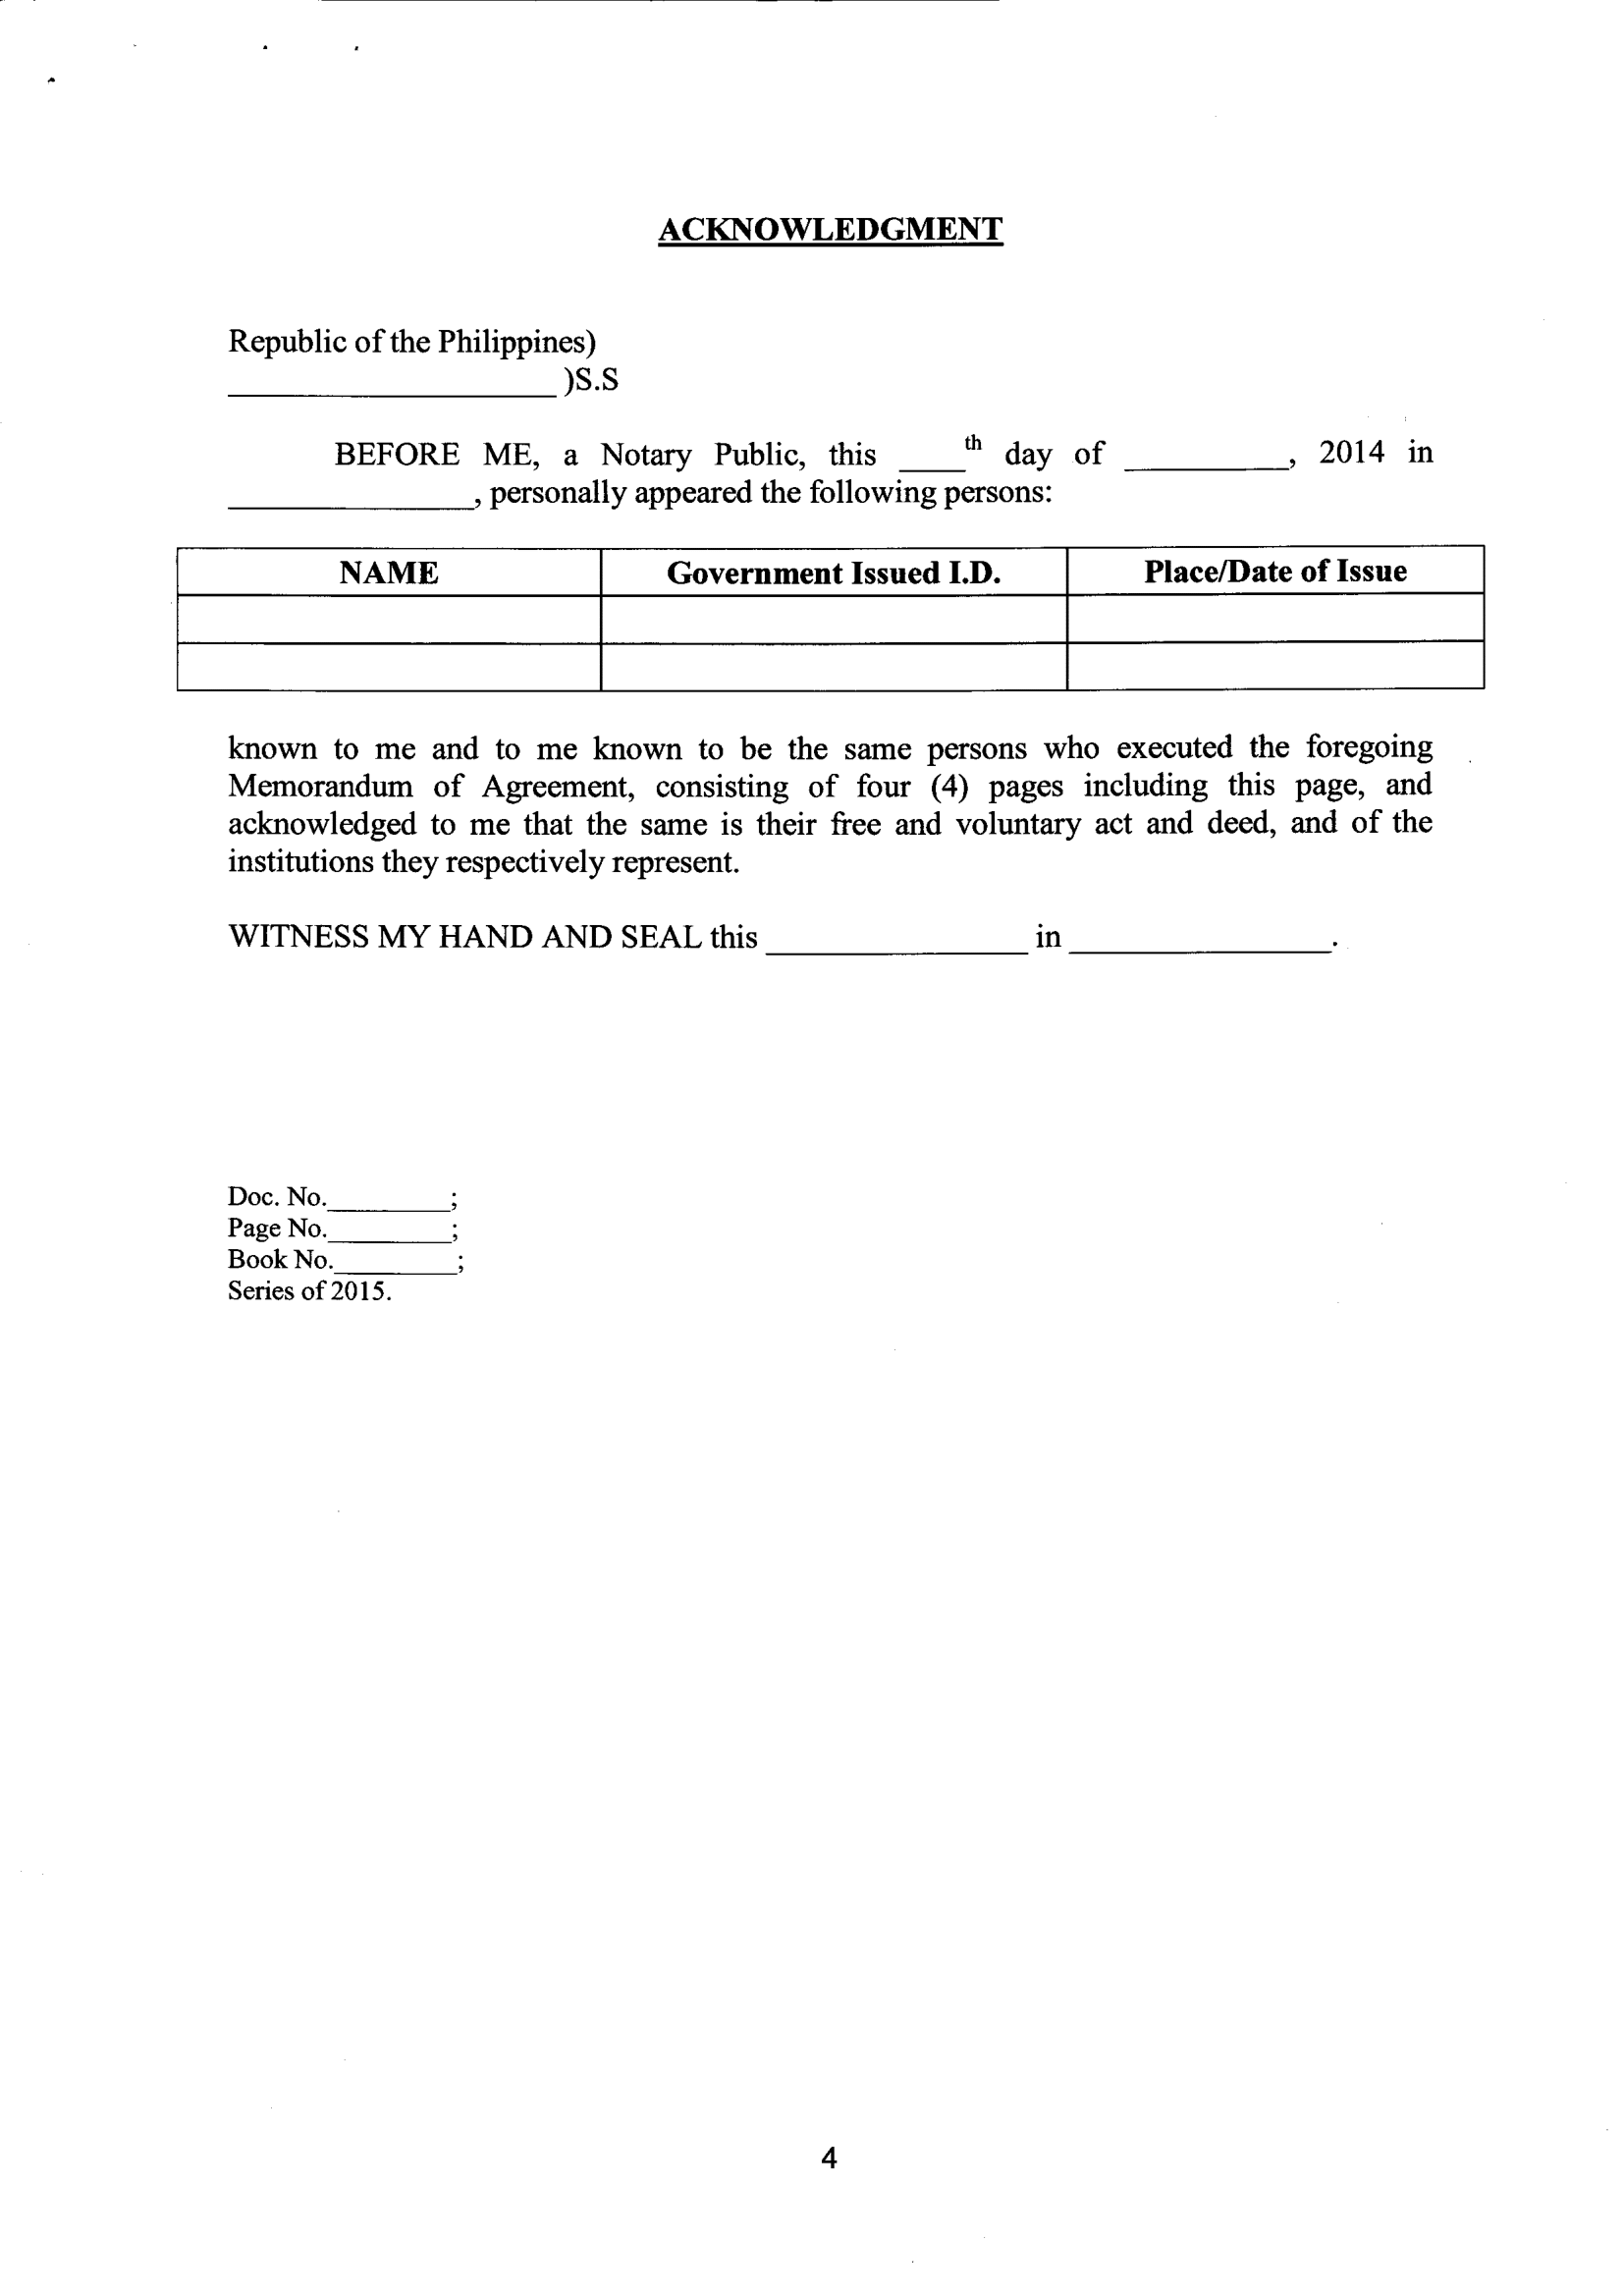 ACKNOWLEDGMENT
Republic of the Philippines)
____________________ )S.S
BEFORE ME, a Notary Public, this ____th day of __________, 2014 in
_______________, personally appeared the following persons:
NAME Government Issued I.D. Place/Date of Issue
known to me and to me known to be the same persons who executed the foregoing
Memorandum of Agreement, consisting of four (4) pages including this page, and
acknowledged to me that the same is their free and voluntary act and deed, and of the
institutions they respectively represent.
WITNESS MY HAND AND SEAL this ________________ in ________________.
Doc. No._________;
Page No._________;
Book No._________;
Series of 2015.
4